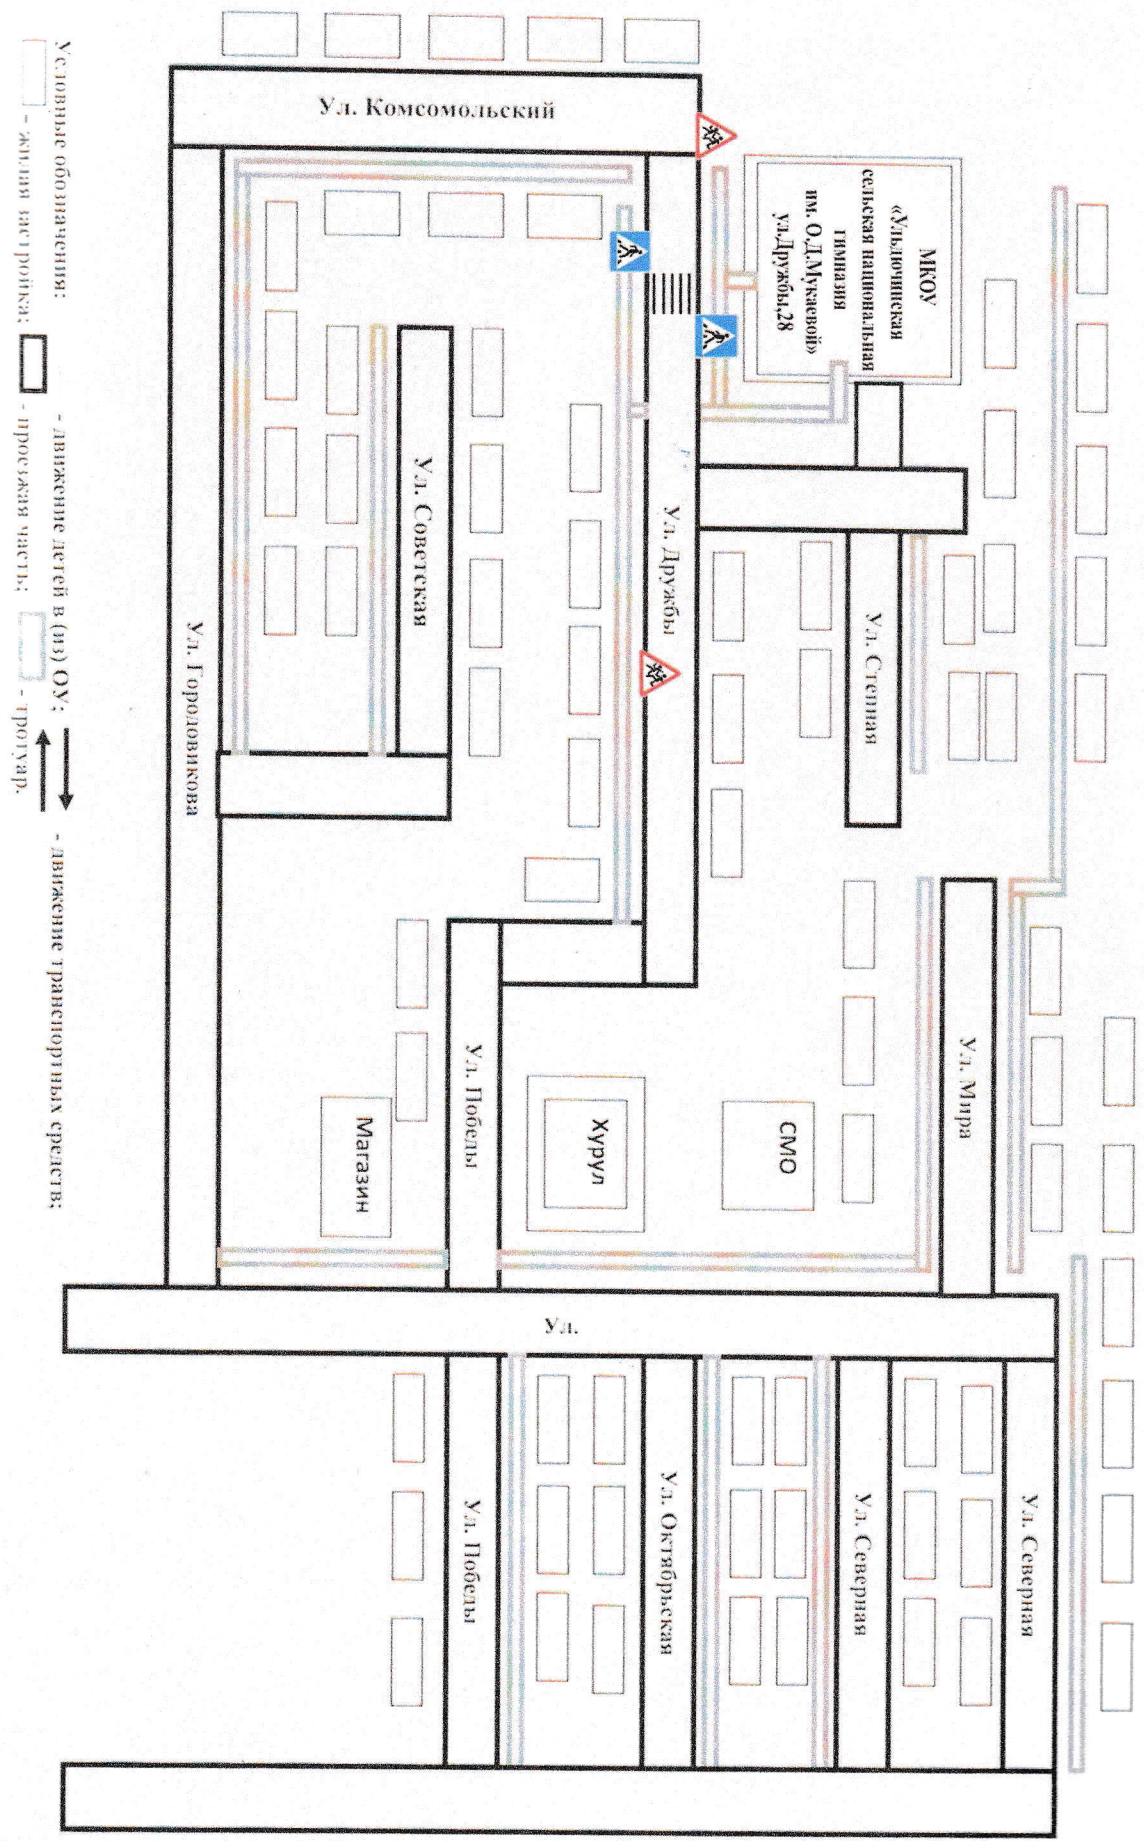 Ул. Комсомольский
МКОУ
«Ульдючинская
сельская национальная
гимназия
им. О.Д.Мукаевой»
ул.Дружбы,28
Ул. Советская
Ул. Дружбы
Ул. Степная
Ул. Городовикова
Ул. Победы
Ул. Мира
Магазин
Хурул
СМО
Ул.
Ул. Победы
Ул. Октябрьская
Ул. Северная
Ул. Северная
Условные обозначения: - движение детей в (из) ОУ; - движение транспортных средств;
- жилая застройка; - проезжая часть; - тротуар.